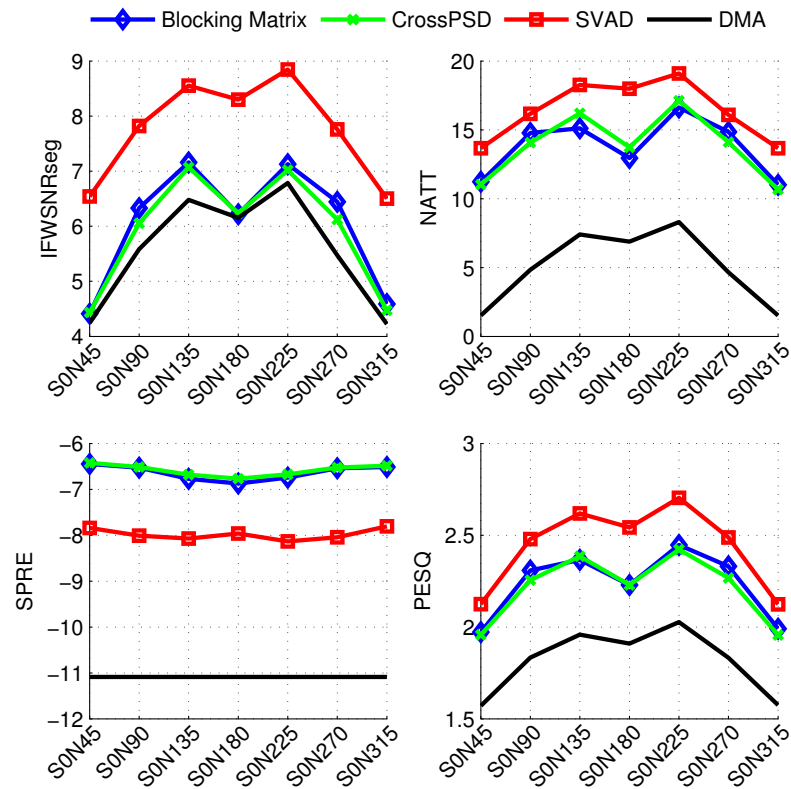 Blocking Matrix CrossPSD SVAD DMA
9
8
7
6
5
4
IFWSNRseg
S0N45 S0N90 S0N135 S0N180 S0N225 S0N270 S0N315
20
15
10
5
0
NATT
S0N45 S0N90 S0N135 S0N180 S0N225 S0N270 S0N315
−6
−7
−8
−9
−10
−11
−12
SPRE
S0N45 S0N90 S0N135 S0N180 S0N225 S0N270 S0N315
3
2.5
2
1.5
PESQ
S0N45 S0N90 S0N135 S0N180 S0N225 S0N270 S0N315